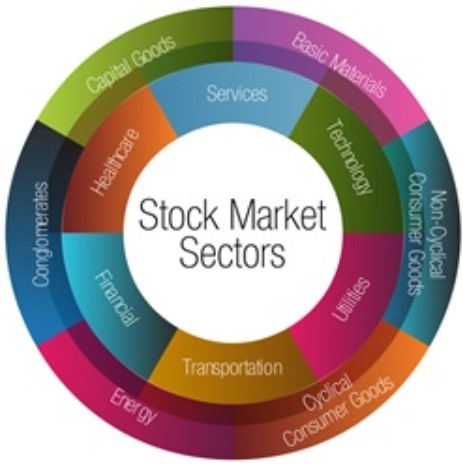 Stock Market
Sectors
Services
Technology
Utilities
Transportation
Financial
Healthcare
Capital Goods
Basic Materials
Non-Cyclical
Consumer Goods
Cyclical
Consumer Goods
Energy
Conglomerates